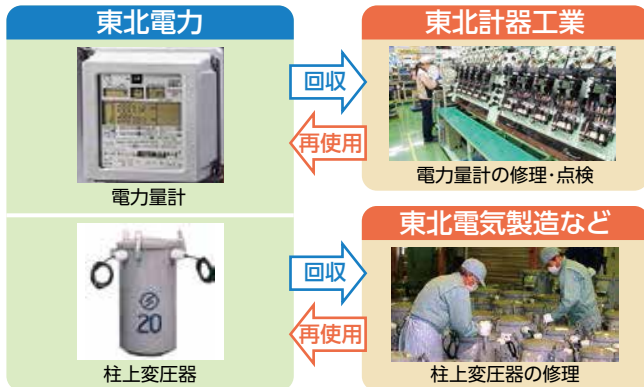 東北電力
電力量計
回収
再使用
東北計器工業
電力量計の修理・点検
20
柱上変圧器
回収
再使用
東北電気製造など
柱上変圧器の修理